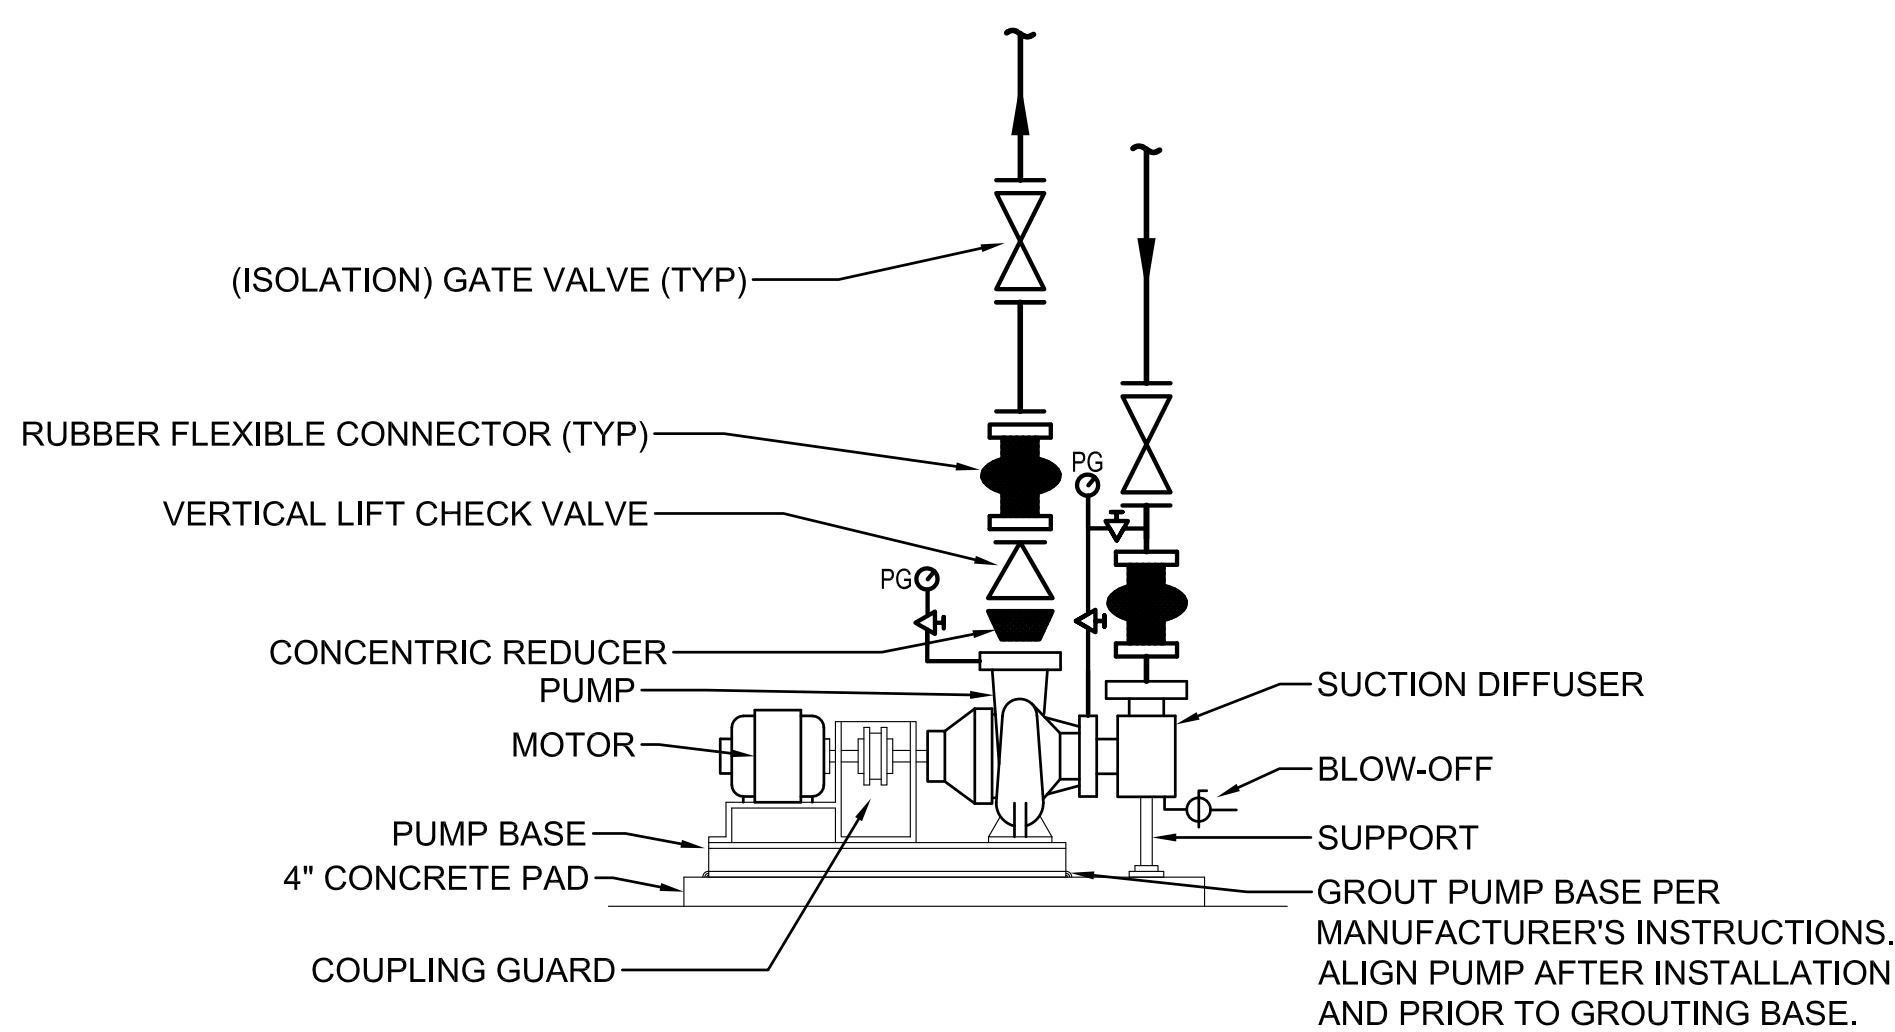 (ISOLATION) GATE VALVE (TYP)
RUBBER FLEXIBLE CONNECTOR (TYP)
PG
VERTICAL LIFT CHECK VALVE
PG
CONCENTRIC REDUCER
PUMP
SUCTION DIFFUSER
MOTOR
BLOW-OFF
PUMP BASE
SUPPORT
4" CONCRETE PAD
GROUT PUMP BASE PER
MANUFACTURER'S INSTRUCTIONS.
ALIGN PUMP AFTER INSTALLATION
AND PRIOR TO GROUTING BASE.
COUPLING GUARD